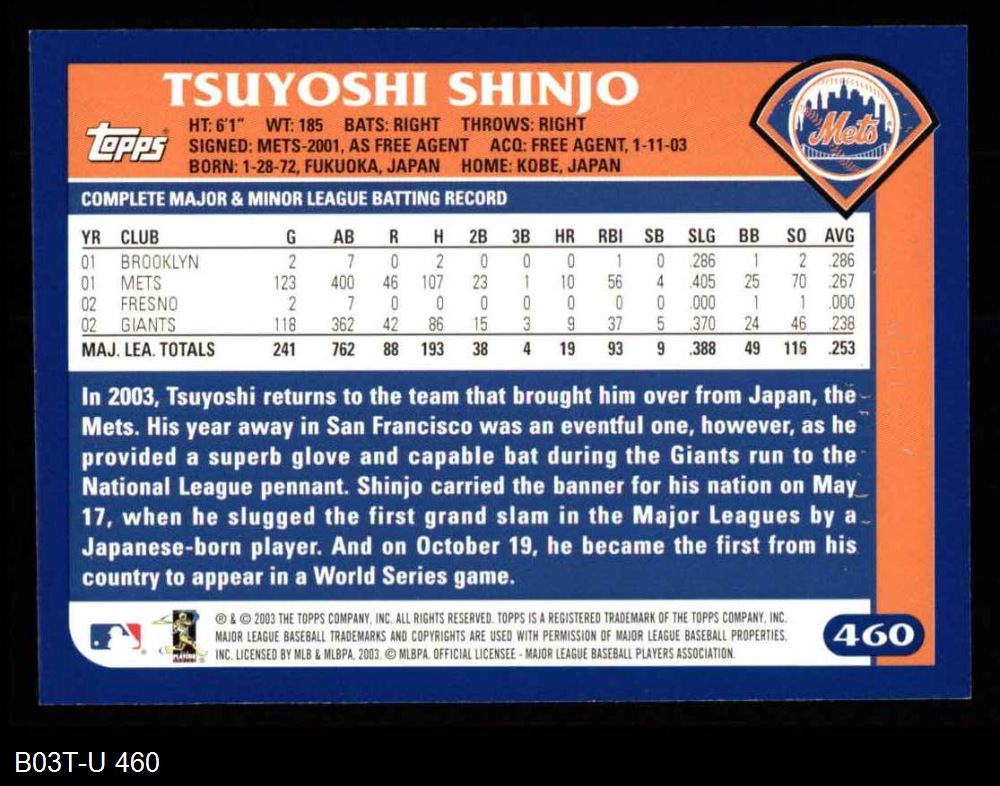 TSUYOSHI SHINJO
Topps
HT: 6'1" WT: 185 BATS: RIGHT THROWS: RIGHT
SIGNED: METS-2001, AS FREE AGENT ACQ: FREE AGENT, 1-11-03
BORN: 1-28-72, FUKUOKA, JAPAN HOME: KOBE, JAPAN
Mets
COMPLETE MAJOR & MINOR LEAGUE BATTING RECORD
YR CLUB G AB R H 2B 3B HR RBI SB SLG BB SO AVG
01 BROOKLYN 2 7 0 2 0 0 0 1 0 .286 1 2 .286
01 METS 123 400 46 107 23 1 10 56 4 .405 25 70 .267
02 FRESNO 2 7 0 0 0 0 0 0 0 .000 1 1 .000
02 GIANTS 118 362 42 86 15 3 9 37 5 .370 24 46 .238
MAJ. LEA. TOTALS 241 762 88 193 38 4 19 93 9 .388 49 116 .253
In 2003, Tsuyoshi returns to the team that brought him over from Japan, the
Mets. His year away in San Francisco was an eventful one, however, as he
provided a superb glove and capable bat during the Giants run to the
National League pennant. Shinjo carried the banner for his nation on May
17, when he slugged the first grand slam in the Major Leagues by a
Japanese-born player. And on October 19, he became the first from his
country to appear in a World Series game.
® & © 2003 THE TOPPS COMPANY, INC. ALL RIGHTS RESERVED. TOPPS IS A REGISTERED TRADEMARK OF THE TOPPS COMPANY, INC.
MAJOR LEAGUE BASEBALL TRADEMARKS AND COPYRIGHTS ARE USED WITH PERMISSION OF MAJOR LEAGUE BASEBALL PROPERTIES,
INC. LICENSED BY MLB & MLBPA, 2003. © MLBPA. OFFICIAL LICENSEE - MAJOR LEAGUE BASEBALL PLAYERS ASSOCIATION.
460
B03T-U 460